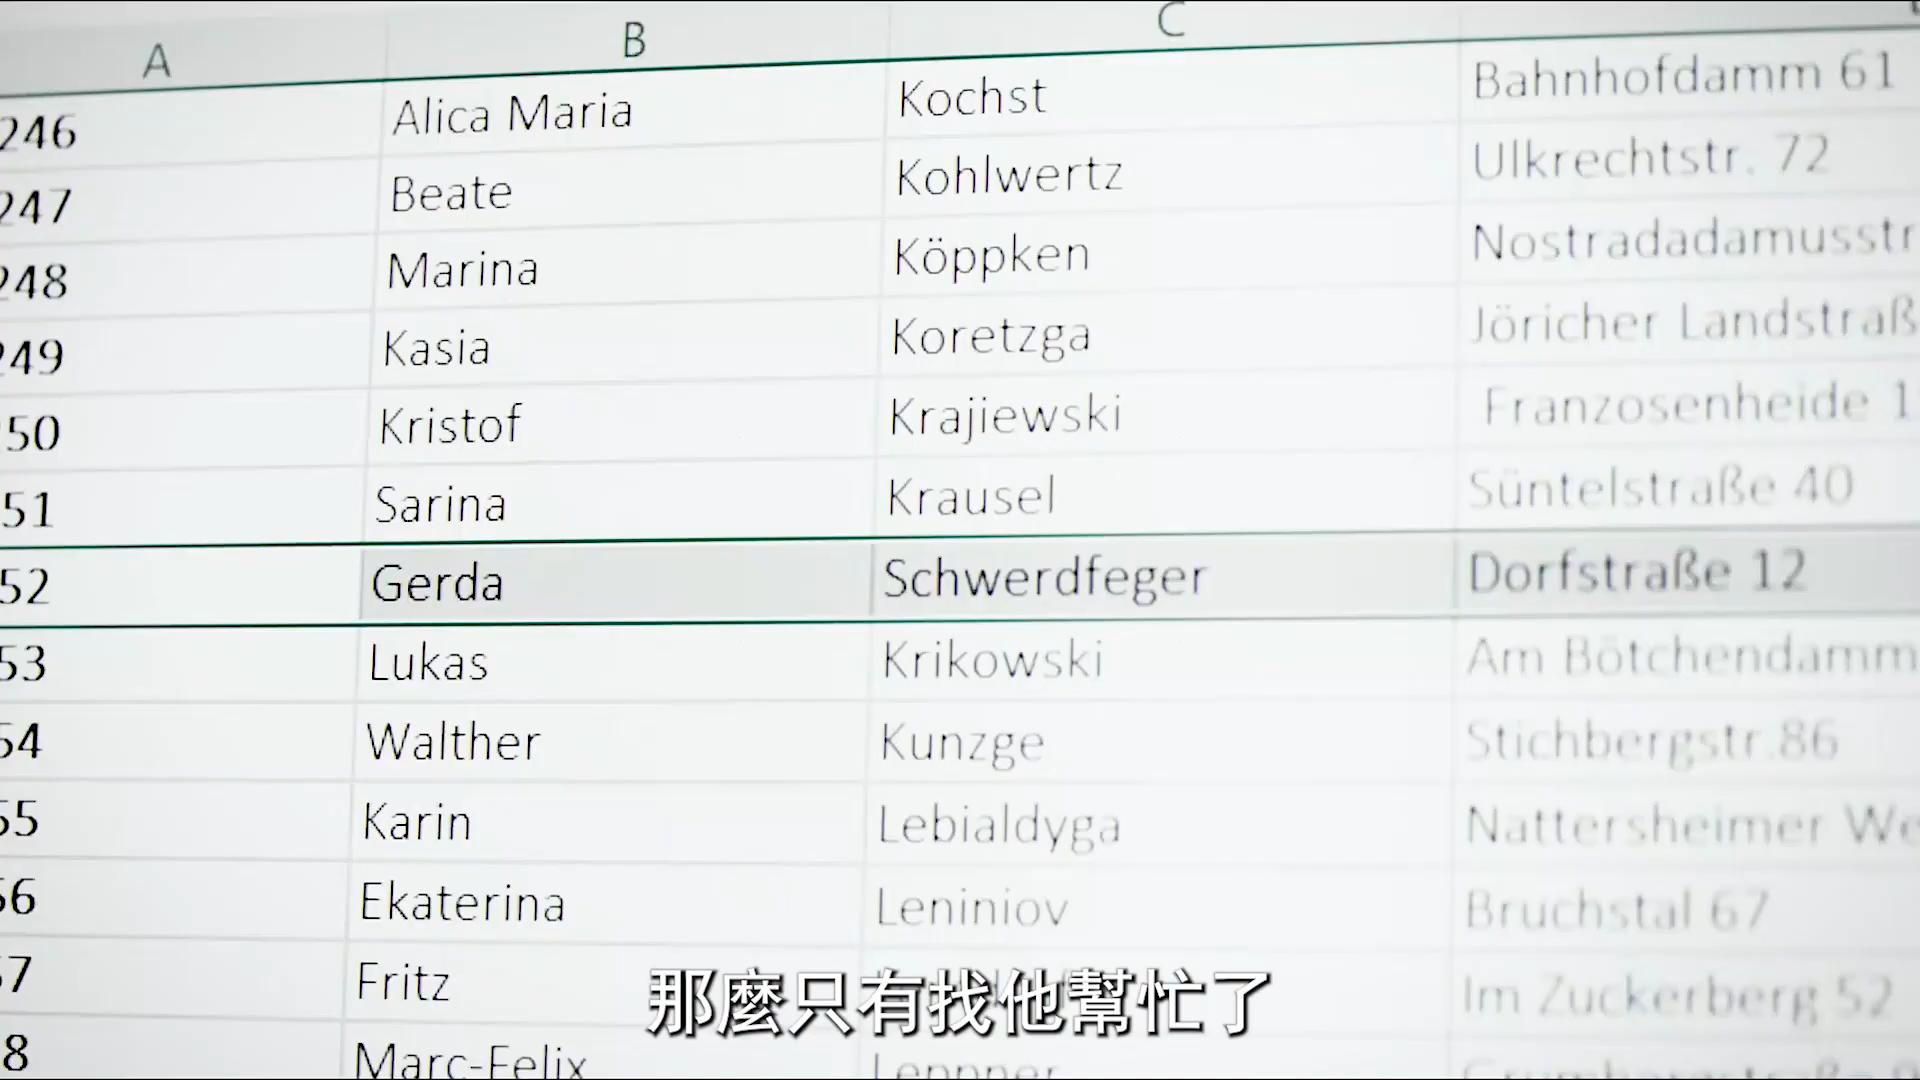 A B C
246 Alica Maria Kochst Bahnhofdamm 61
247 Beate Kohlwertz Ulkrechtstr. 72
248 Marina Köppken Nostradadamusstr
249 Kasia Koretzga Jöricher Landstraß
50 Kristof Krajiewski Franzosenheide 1
51 Sarina Krausel Süntelstraße 40
52 Gerda Schwerdfeger Dorfstraße 12
53 Lukas Krikowski Am Bötchendamm
54 Walther Kunzge Stichbergstr.86
55 Karin Lebialdyga Nattersheimer We
56 Ekaterina Leniniov Bruchstal 67
57 Fritz Im Zuckerberg 52
8 Marc-Felix
那麼只有找他幫忙了